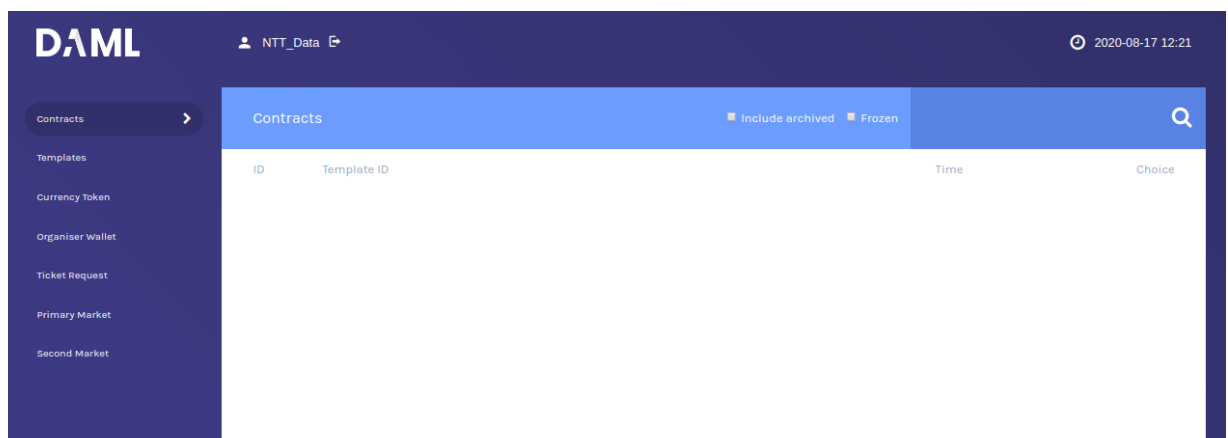 DAML
NTT_Data
2020-08-17 12:21
Contracts
Templates
Currency Token
Organiser Wallet
Ticket Request
Primary Market
Second Market
Contracts
Include archived Frozen
ID Template ID Time Choice